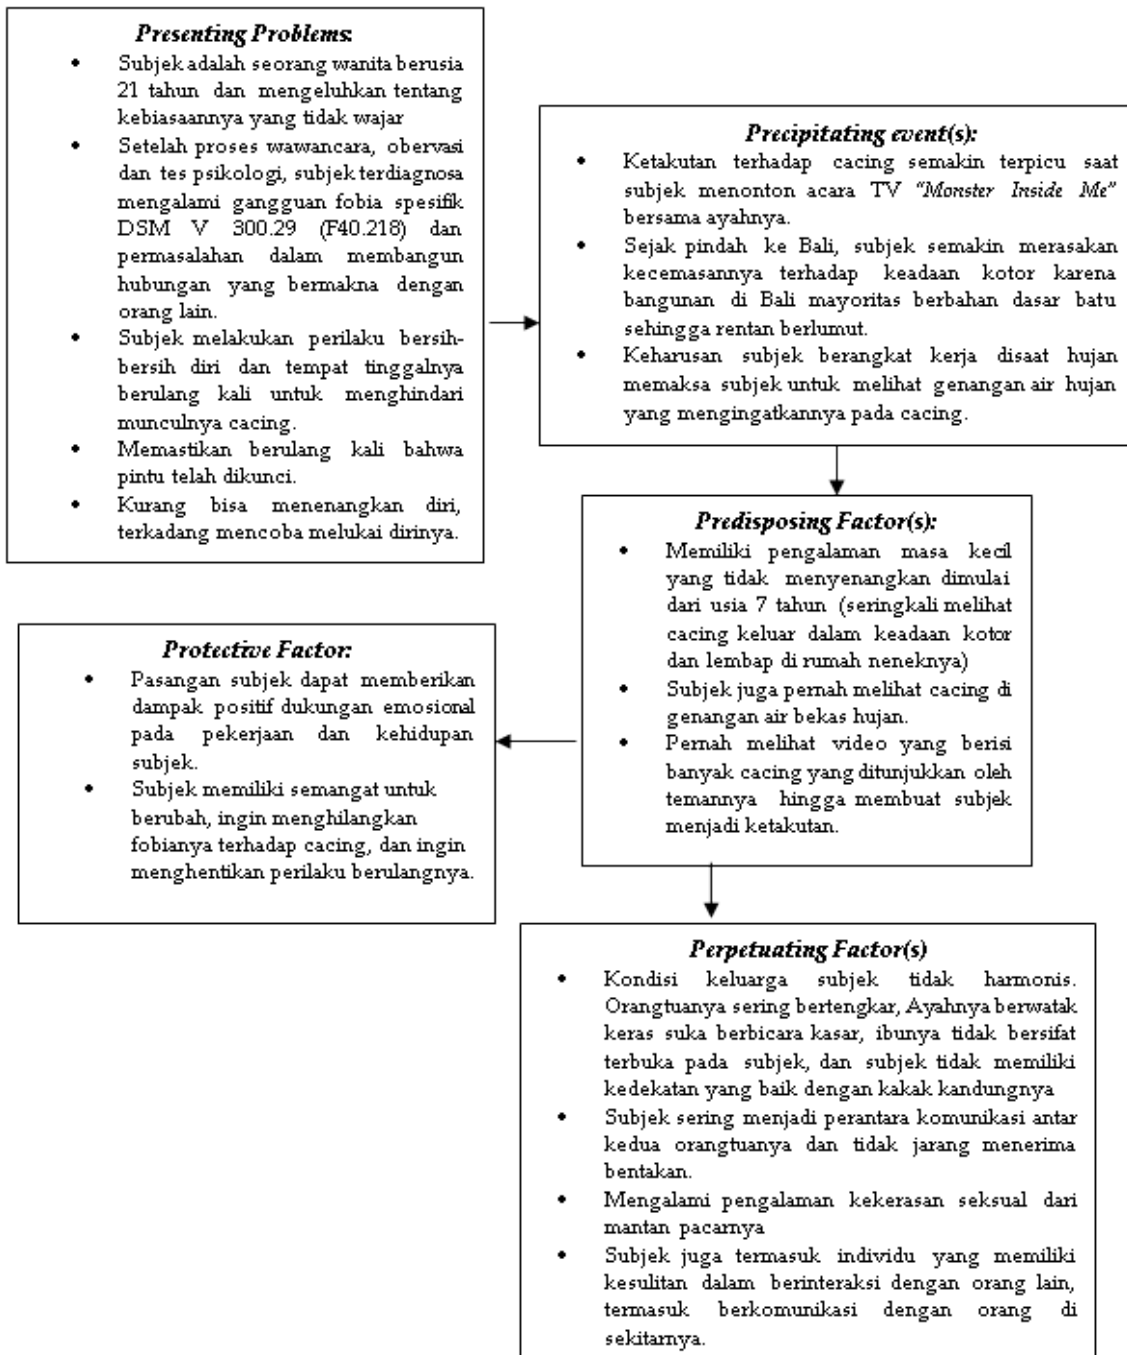 Presenting Problems:
• Subjek adalah seorang wanita berusia
21 tahun dan mengeluhkan tentang
kebiasaannya yang tidak wajar
• Setelah proses wawancara, obervasi
dan tes psikologi, subjek terdiagnosa
mengalami gangguan fobia spesifik
DSM V 300.29 (F40.218) dan
permasalahan dalam membangun
hubungan yang bermakna dengan
orang lain.
• Subjek melakukan perilaku bersih-
bersih diri dan tempat tinggalnya
berulang kali untuk menghindari
munculnya cacing.
• Memastikan berulang kali bahwa
pintu telah dikunci.
• Kurang bisa menenangkan diri,
terkadang mencoba melukai dirinya.
Precipitating event(s):
• Ketakutan terhadap cacing semakin terpicu saat
subjek menonton acara TV "Monster Inside Me"
bersama ayahnya.
• Sejak pindah ke Bali, subjek semakin merasakan
kecemasannya terhadap keadaan kotor karena
bangunan di Bali mayoritas berbahan dasar batu
sehingga rentan berlumut.
• Keharusan subjek berangkat kerja disaat hujan
memaksa subjek untuk melihat genangan air hujan
yang mengingatkannya pada cacing.
Predisposing Factor(s):
• Memiliki pengalaman masa kecil
yang tidak menyenangkan dimulai
dari usia 7 tahun (seringkali melihat
cacing keluar dalam keadaan kotor
dan lembap di rumah neneknya)
• Subjek juga pernah melihat cacing di
genangan air bekas hujan.
• Pernah melihat video yang berisi
banyak cacing yang ditunjukkan oleh
temannya hingga membuat subjek
menjadi ketakutan.
Protective Factor:
• Pasangan subjek dapat memberikan
dampak positif dukungan emosional
pada pekerjaan dan kehidupan
subjek.
• Subjek memiliki semangat untuk
berubah, ingin menghilangkan
fobianya terhadap cacing, dan ingin
menghentikan perilaku berulangnya.
Perpetuating Factor(s)
• Kondisi keluarga subjek tidak harmonis.
Orangtuanya sering bertengkar, Ayahnya berwatak
keras suka berbicara kasar, ibunya tidak bersifat
terbuka pada subjek, dan subjek tidak memiliki
kedekatan yang baik dengan kakak kandungnya
• Subjek sering menjadi perantara komunikasi antar
kedua orangtuanya dan tidak jarang menerima
bentakan.
• Mengalami pengalaman kekerasan seksual dari
mantan pacarnya
• Subjek juga termasuk individu yang memiliki
kesulitan dalam berinteraksi dengan orang lain,
termasuk berkomunikasi dengan orang di
sekitarnya.